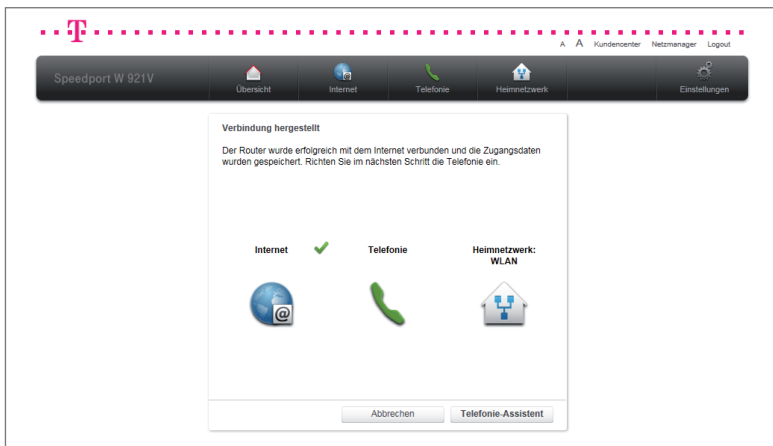 T
A A Kundencenter Netzmanager Logout
Speedport W 921V
Übersicht Internet Telefonie Heimnetzwerk Einstellungen
Verbindung hergestellt
Der Router wurde erfolgreich mit dem Internet verbunden und die Zugangsdaten
wurden gespeichert. Richten Sie im nächsten Schritt die Telefonie ein.
Internet Telefonie Heimnetzwerk:
WLAN
@
Abbrechen Telefonie-Assistent